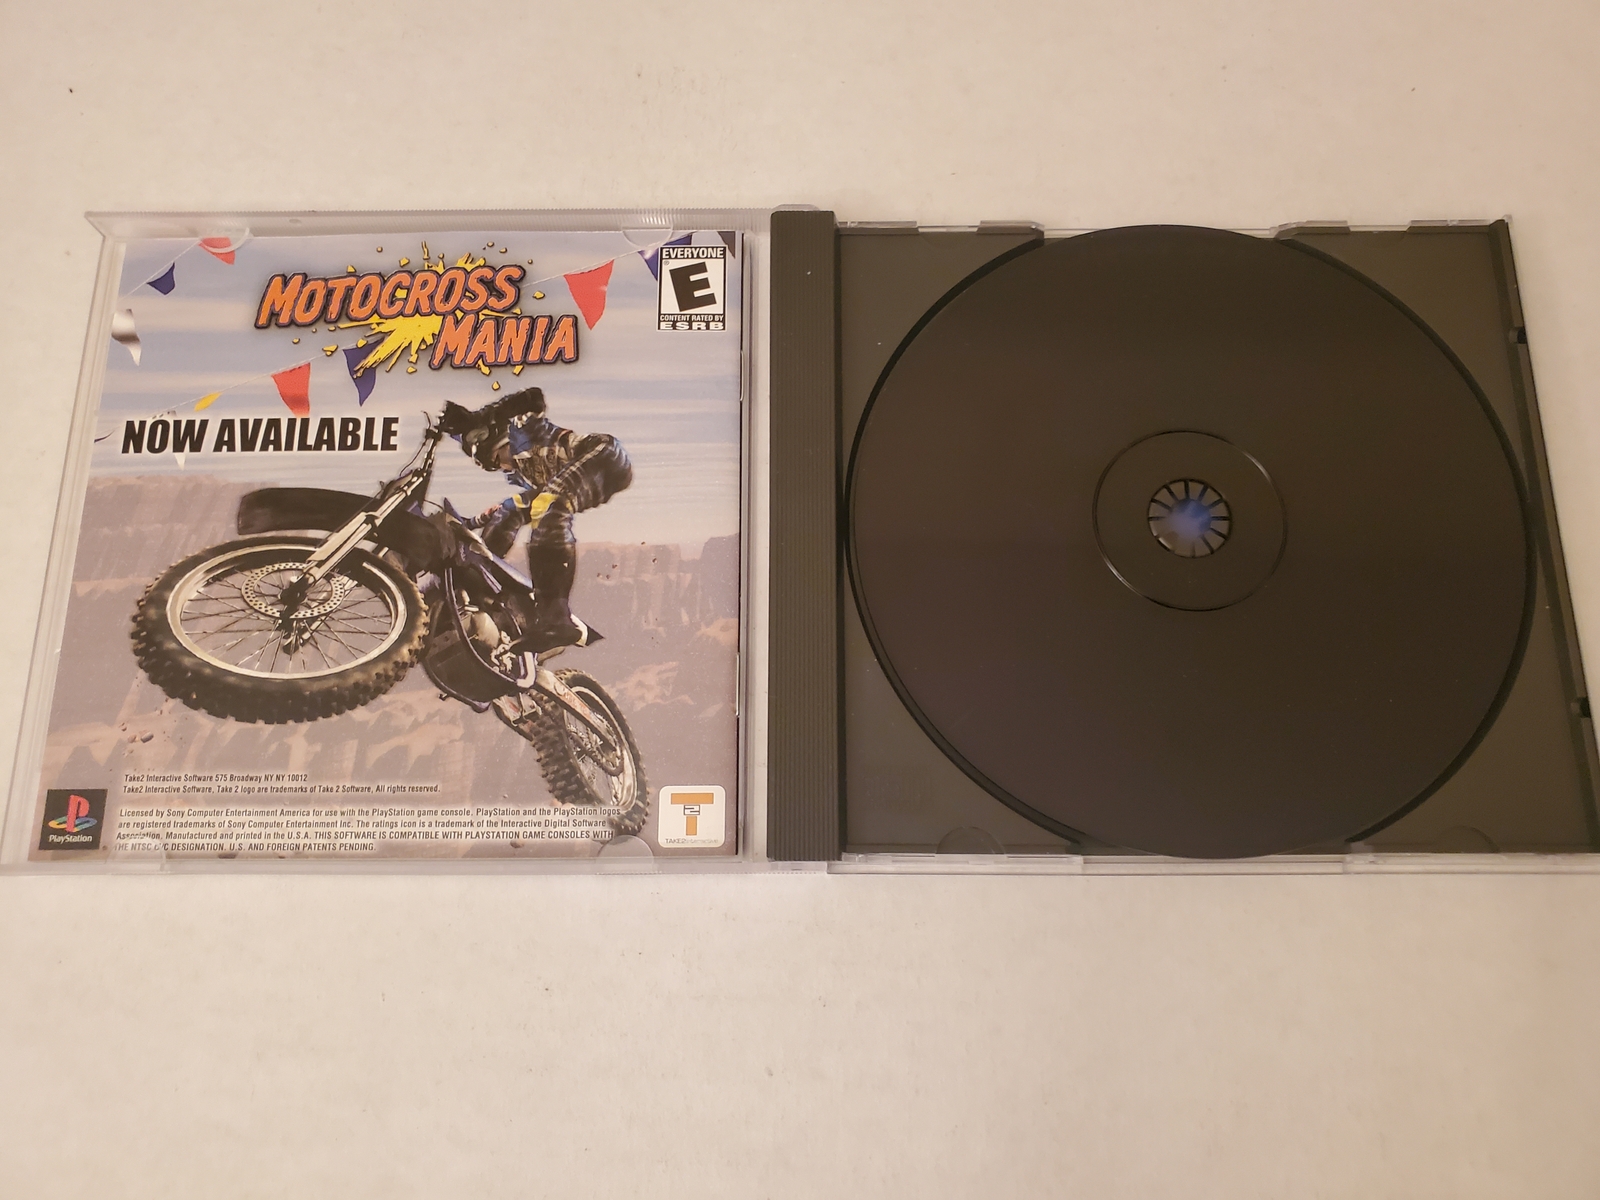 MOTOCROSS
MANIA
EVERYONE
E
CONTENT RATED BY
ESRB
NOW AVAILABLE
Take2 Interactive Software 575 Broadway NY NY 10012
Take2 Interactive Software, Take 2 logo are trademarks of Take 2 Software, All rights reserved.
Licensed by Sony Computer Entertainment America for use with the PlayStation game console. PlayStation and the PlayStation logos
are registered trademarks of Sony Computer Entertainment Inc. The ratings icon is a trademark of the Interactive Digital Software
Association. Manufactured and printed in the U.S.A. THIS SOFTWARE IS COMPATIBLE WITH PLAYSTATION GAME CONSOLES WITH
THE NTSC U/C DESIGNATION. U.S. AND FOREIGN PATENTS PENDING.
PlayStation
T2
TAKE2 INTERACTIVE